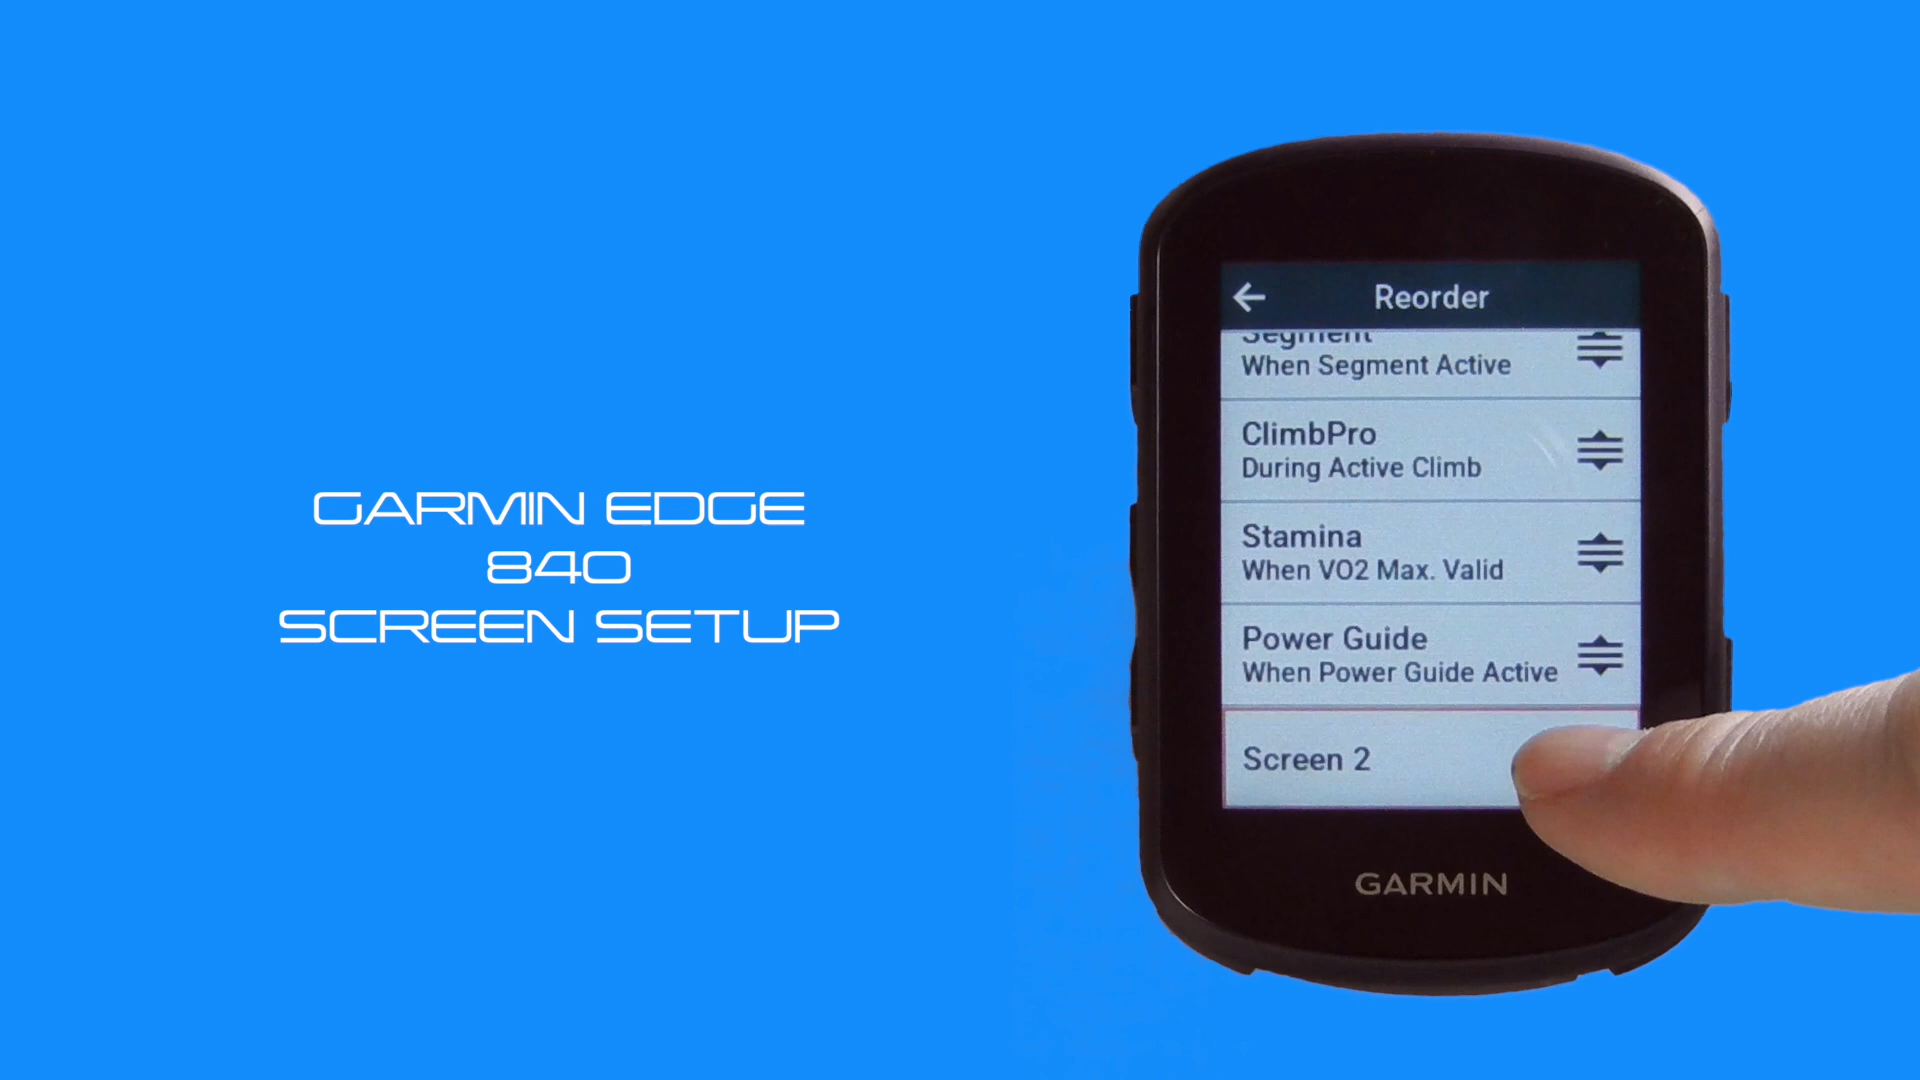 GARMIN EDGE
840
SCREEN SETUP
Reorder
Segment
When Segment Active
ClimbPro
During Active Climb
Stamina
When VO2 Max. Valid
Power Guide
When Power Guide Active
Screen 2
GARMIN